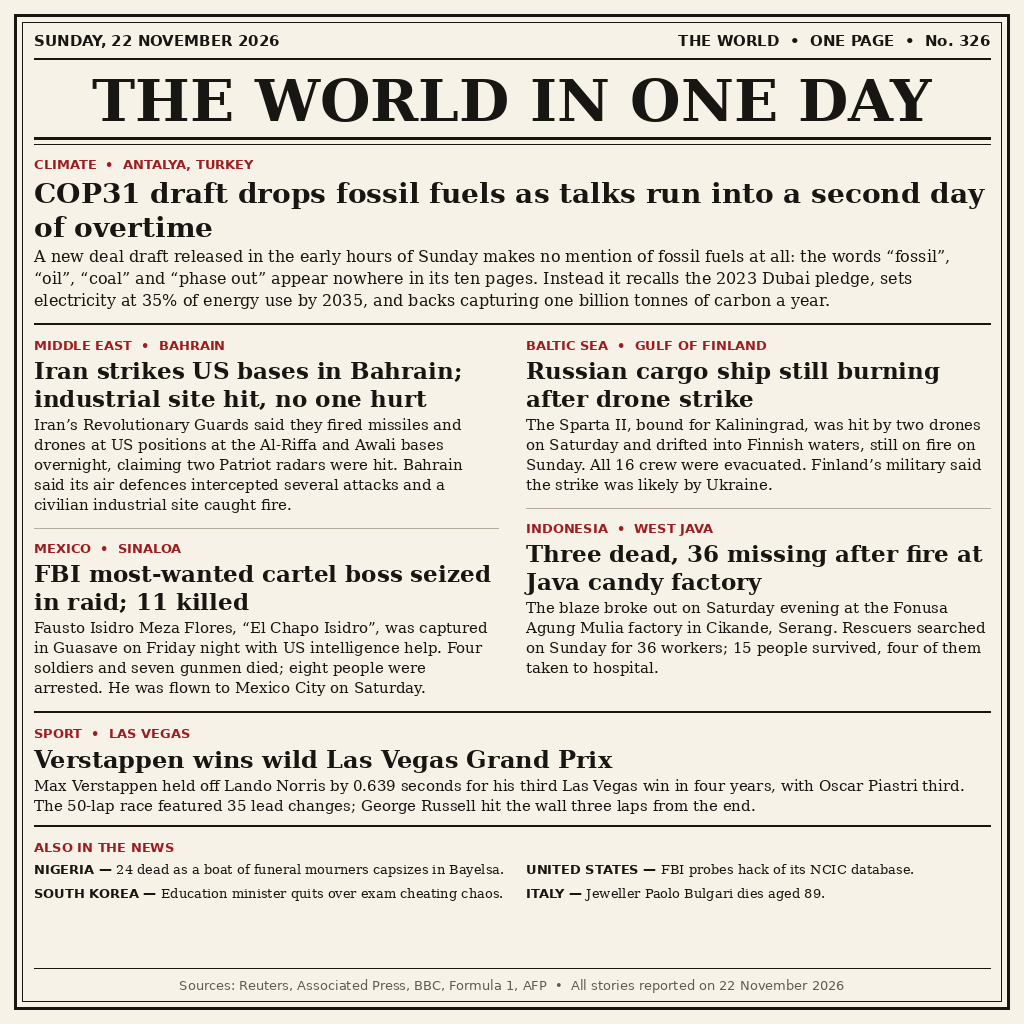 SUNDAY, 22 NOVEMBER 2026
THE WORLD • ONE PAGE • No. 326
THE WORLD IN ONE DAY
CLIMATE • ANTALYA, TURKEY
COP31 draft drops fossil fuels as talks run into a second day
of overtime
A new deal draft released in the early hours of Sunday makes no mention of fossil fuels at all: the words “fossil”,
“oil”, “coal” and “phase out” appear nowhere in its ten pages. Instead it recalls the 2023 Dubai pledge, sets
electricity at 35% of energy use by 2035, and backs capturing one billion tonnes of carbon a year.
MIDDLE EAST • BAHRAIN
Iran strikes US bases in Bahrain;
industrial site hit, no one hurt
Iran’s Revolutionary Guards said they fired missiles and
drones at US positions at the Al-Riffa and Awali bases
overnight, claiming two Patriot radars were hit. Bahrain
said its air defences intercepted several attacks and a
civilian industrial site caught fire.
MEXICO • SINALOA
FBI most-wanted cartel boss seized
in raid; 11 killed
Fausto Isidro Meza Flores, “El Chapo Isidro”, was captured
in Guasave on Friday night with US intelligence help. Four
soldiers and seven gunmen died; eight people were
arrested. He was flown to Mexico City on Saturday.
BALTIC SEA • GULF OF FINLAND
Russian cargo ship still burning
after drone strike
The Sparta II, bound for Kaliningrad, was hit by two drones
on Saturday and drifted into Finnish waters, still on fire on
Sunday. All 16 crew were evacuated. Finland’s military said
the strike was likely by Ukraine.
INDONESIA • WEST JAVA
Three dead, 36 missing after fire at
Java candy factory
The blaze broke out on Saturday evening at the Fonusa
Agung Mulia factory in Cikande, Serang. Rescuers searched
on Sunday for 36 workers; 15 people survived, four of them
taken to hospital.
SPORT • LAS VEGAS
Verstappen wins wild Las Vegas Grand Prix
Max Verstappen held off Lando Norris by 0.639 seconds for his third Las Vegas win in four years, with Oscar Piastri third.
The 50-lap race featured 35 lead changes; George Russell hit the wall three laps from the end.
ALSO IN THE NEWS
NIGERIA — 24 dead as a boat of funeral mourners capsizes in Bayelsa.
SOUTH KOREA — Education minister quits over exam cheating chaos.
UNITED STATES — FBI probes hack of its NCIC database.
ITALY — Jeweller Paolo Bulgari dies aged 89.
Sources: Reuters, Associated Press, BBC, Formula 1, AFP • All stories reported on 22 November 2026